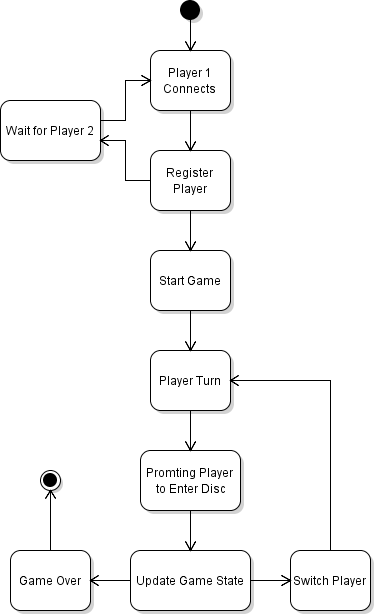 Player 1
Connects
Wait for Player 2
Register
Player
Start Game
Player Turn
Promting Player
to Enter Disc
Game Over
Update Game State
Switch Player